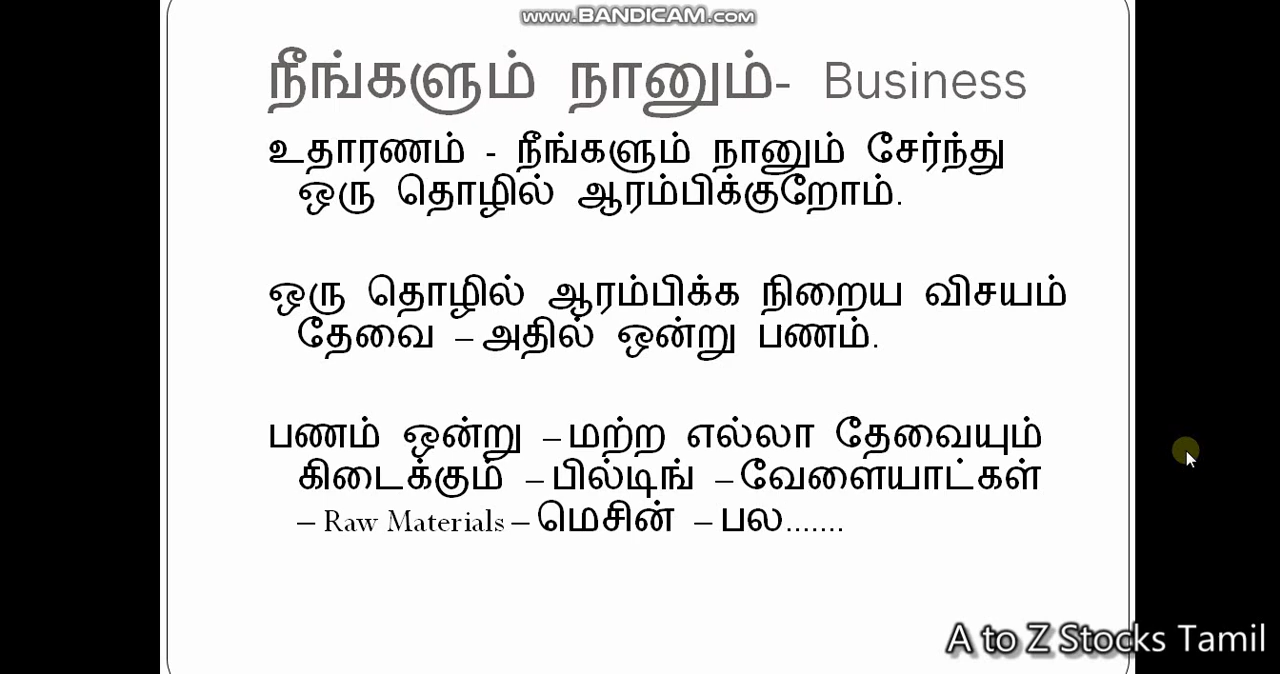 www.BANDICAM.com
நீங்களும் நானும்- Business
உதாரணம் - நீங்களும் நானும் சேர்ந்து
ஒரு தொழில் ஆரம்பிக்குறோம்.
ஒரு தொழில் ஆரம்பிக்க நிறைய விசயம்
தேவை – அதில் ஒன்று பணம்.
பணம் ஒன்று – மற்ற எல்லா தேவையும்
கிடைக்கும் – பில்டிங் – வேளையாட்கள்
– Raw Materials – மெசின் – பல.......
A to Z Stocks Tamil